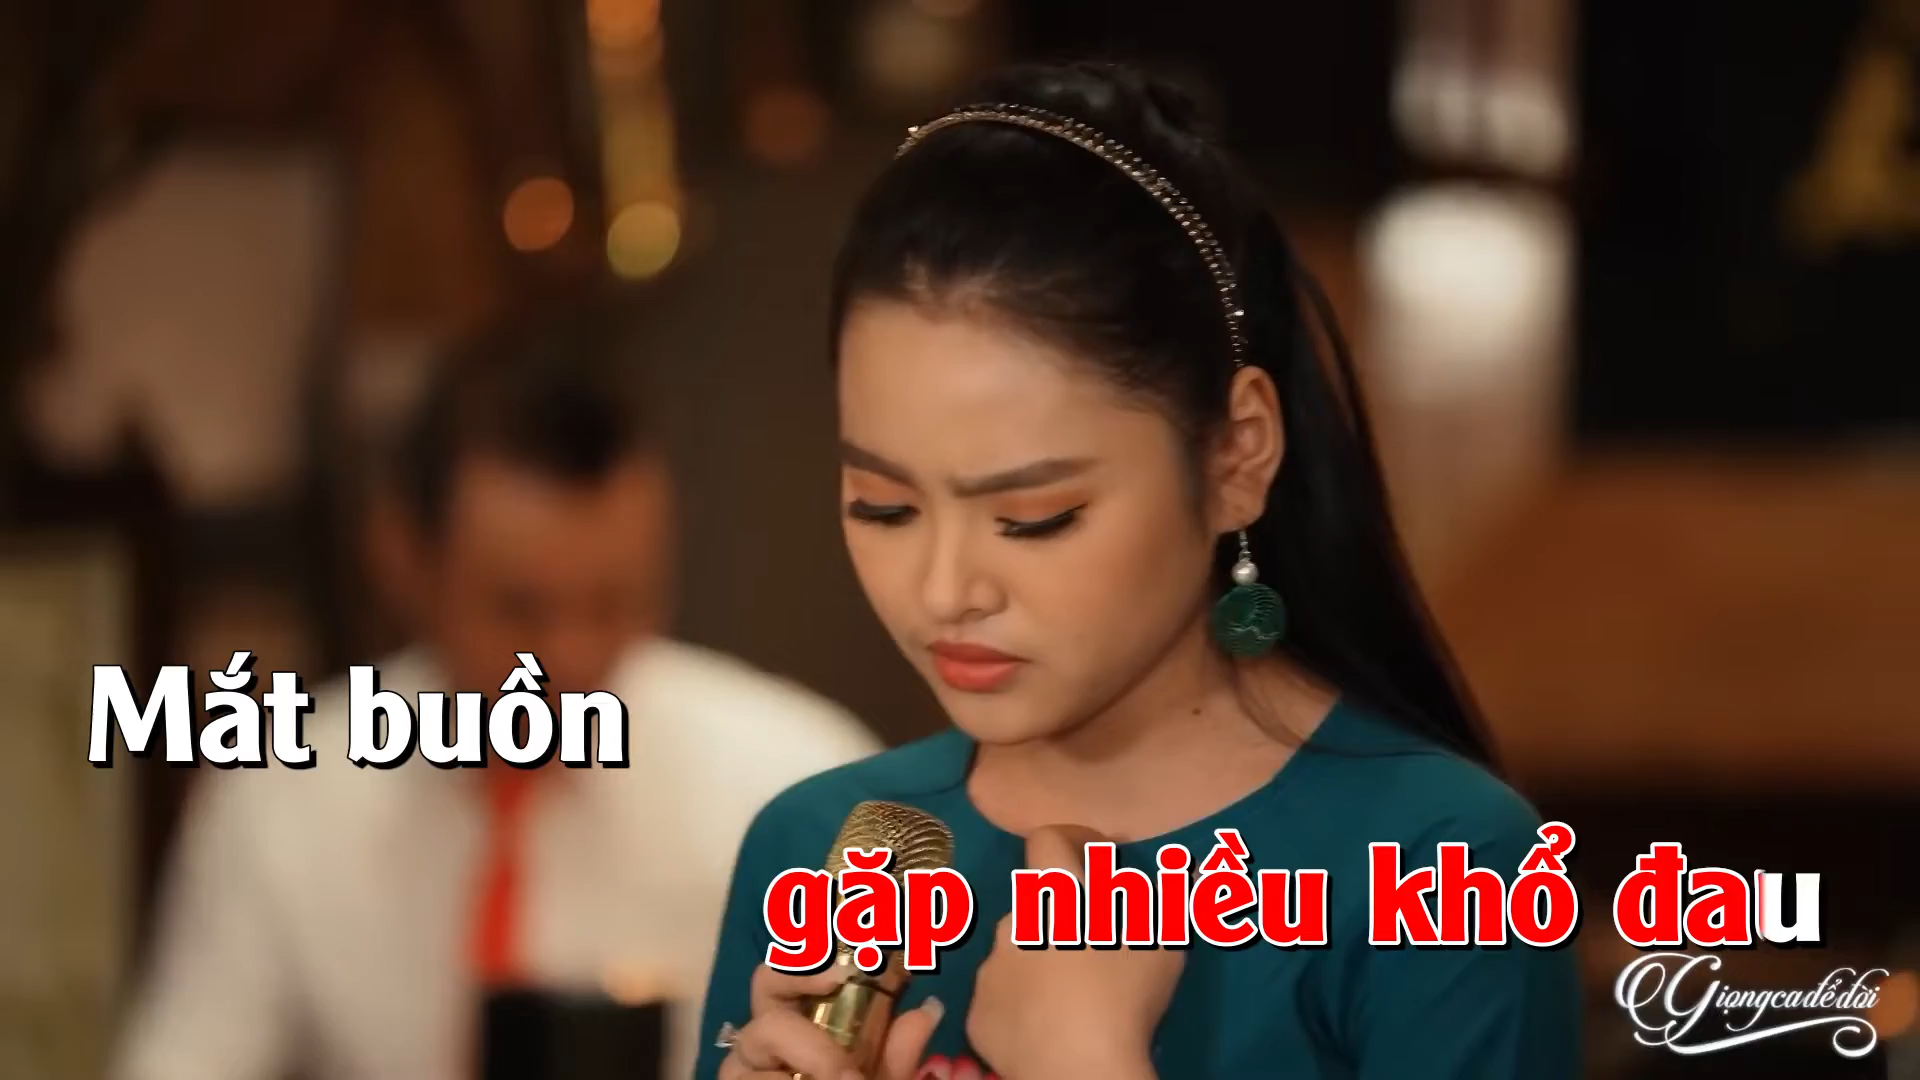 Mắt buồn
gặp nhiều khổ đau
Giọngcađểđời